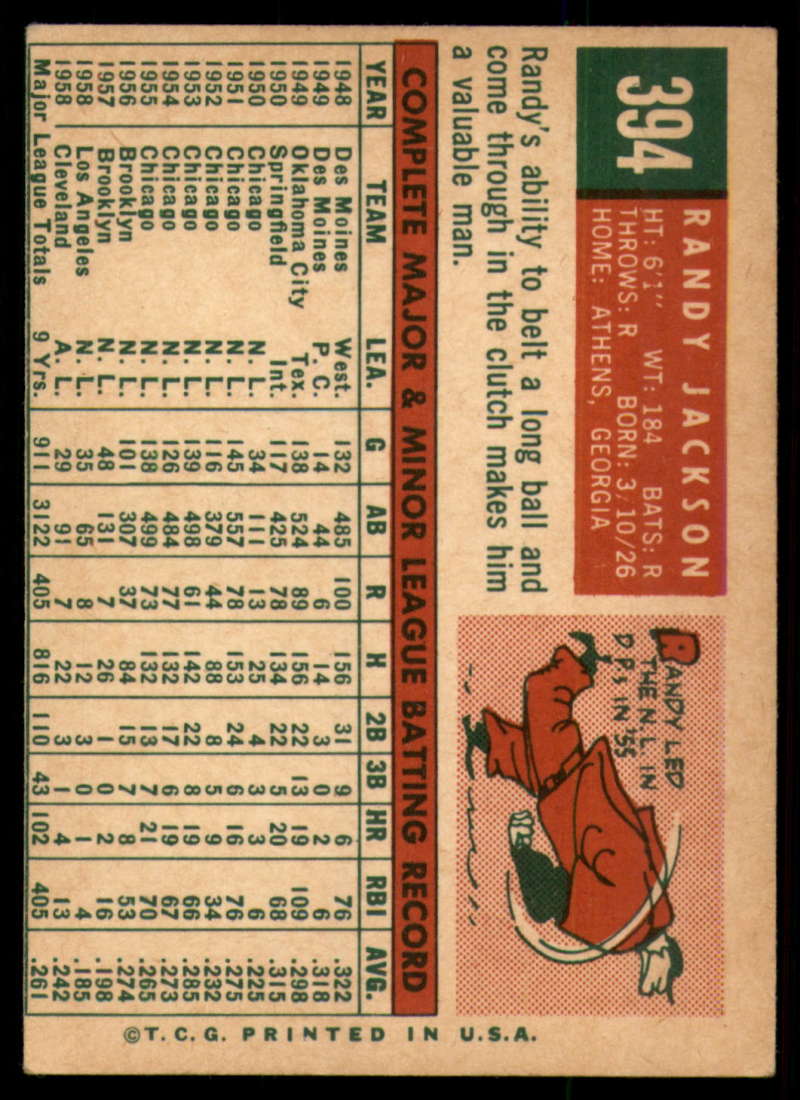 394
RANDY JACKSON
HT: 6'1" WT: 184 BATS: R
THROWS: R BORN: 3/10/26
HOME: ATHENS, GEORGIA
Randy's ability to belt a long ball and
come through in the clutch makes him
a valuable man.
RANDY LED
THE N.L. IN
D.P.s IN '55
COMPLETE MAJOR & MINOR LEAGUE BATTING RECORD
YEAR TEAM LEA. G AB R H 2B 3B HR RBI AVG.
1948 Des Moines West. 132 485 100 156 31 9 6 76 .322
1949 Des Moines P. C. 14 44 6 14 3 0 2 6 .318
1949 Oklahoma City Tex. 138 524 89 156 22 13 19 109 .298
1950 Springfield Int. 117 425 78 134 22 5 20 68 .315
1950 Chicago N. L. 34 111 13 25 4 3 3 6 .225
1951 Chicago N. L. 145 557 78 153 24 6 16 76 .275
1952 Chicago N. L. 116 379 44 88 8 5 9 34 .232
1953 Chicago N. L. 139 498 61 142 22 8 19 66 .285
1954 Chicago N. L. 126 484 77 132 17 6 19 67 .273
1955 Chicago N. L. 138 499 73 132 13 7 21 70 .265
1956 Brooklyn N. L. 101 307 37 84 15 7 8 53 .274
1957 Brooklyn N. L. 48 131 7 26 1 0 2 16 .198
1958 Los Angeles N. L. 35 65 8 12 3 0 1 4 .185
1958 Cleveland A. L. 29 91 7 22 3 1 4 13 .242
Major League Totals 9 Yrs. 911 3122 405 816 110 43 102 405 .261
©T.C.G. PRINTED IN U.S.A.